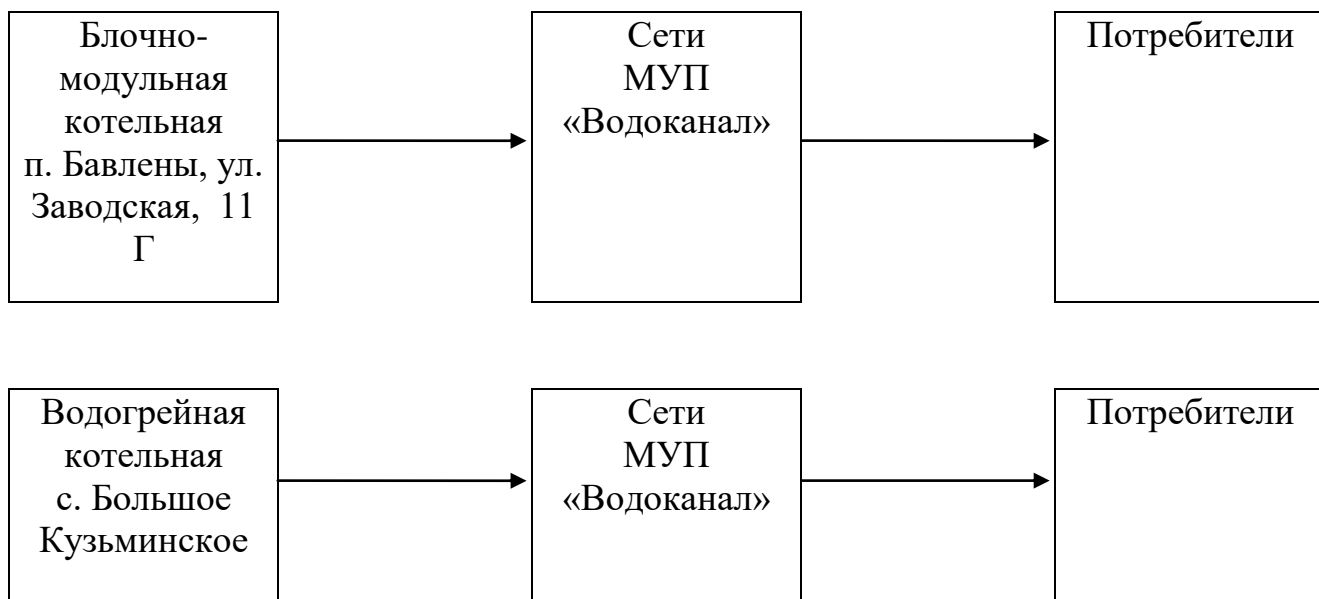 Блочно-
модульная
котельная
п. Бавлены, ул.
Заводская, 11
Г
Сети
МУП
«Водоканал»
Потребители
Водогрейная
котельная
с. Большое
Кузьминское
Сети
МУП
«Водоканал»
Потребители